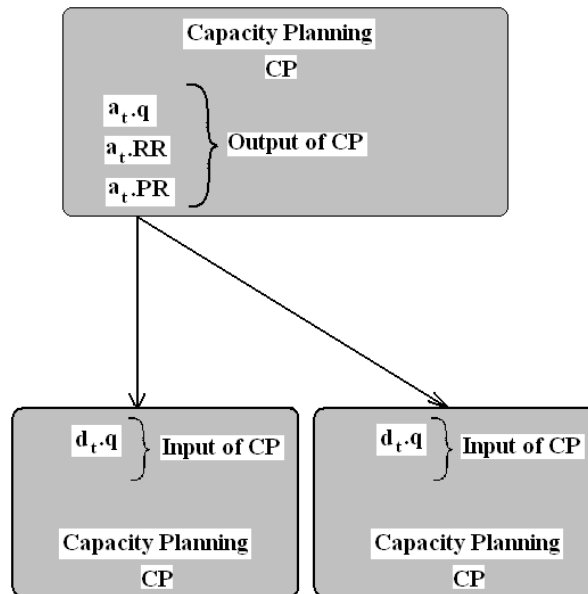 Capacity Planning
CP
a_t.q
a_t.RR
a_t.PR
Output of CP
d_t.q
Input of CP
Capacity Planning
CP
d_t.q
Input of CP
Capacity Planning
CP